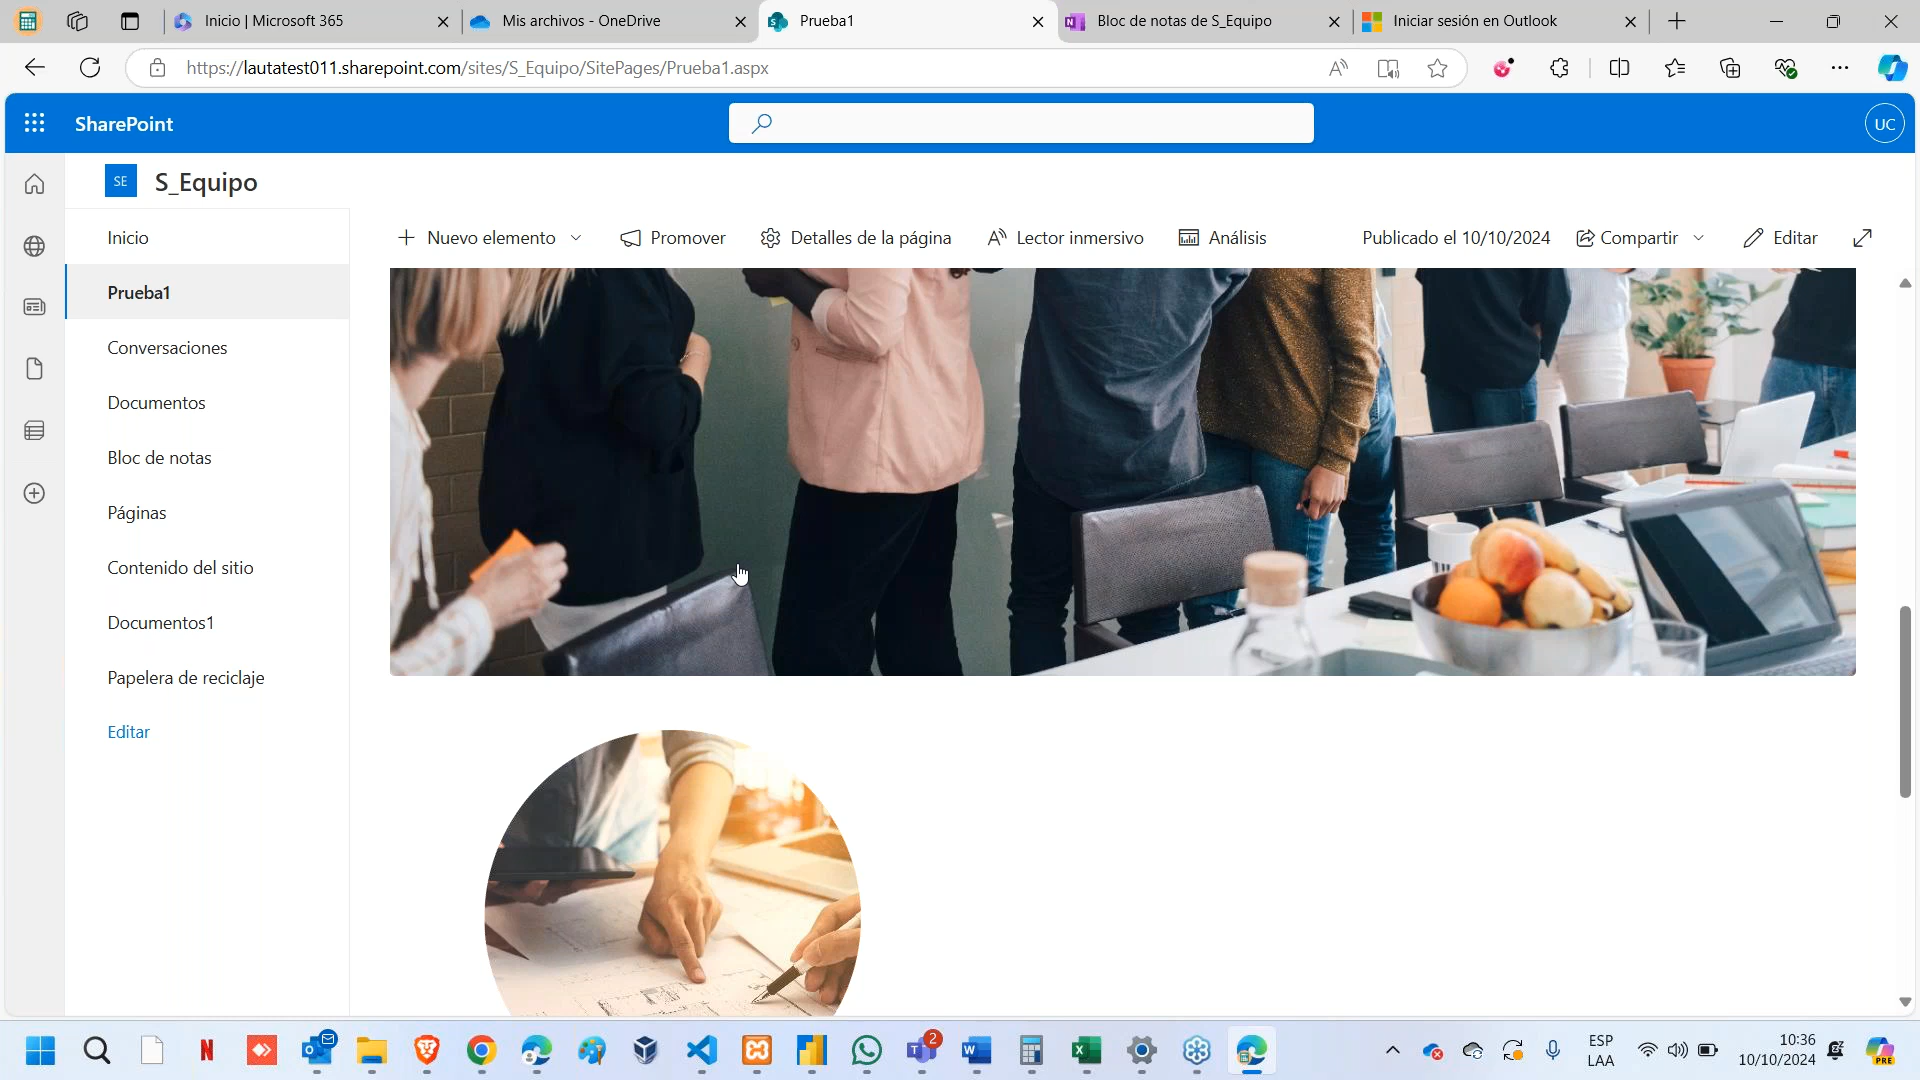 Inicio | Microsoft 365
Mis archivos - OneDrive
Prueba1
Bloc de notas de S_Equipo
Iniciar sesión en Outlook
https://lautatest011.sharepoint.com/sites/S_Equipo/SitePages/Prueba1.aspx
SharePoint
UC
SE
S_Equipo
Inicio
Prueba1
Conversaciones
Documentos
Bloc de notas
Páginas
Contenido del sitio
Documentos1
Papelera de reciclaje
Editar
Nuevo elemento
Promover
Detalles de la página
Lector inmersivo
Análisis
Publicado el 10/10/2024
Compartir
Editar
2
ESP
LAA
10:36
10/10/2024
PRE